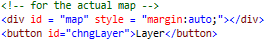 <!-- for the actual map -->
<div id = "map" style = "margin:auto;"></div>
<button id="chngLayer">Layer</button>